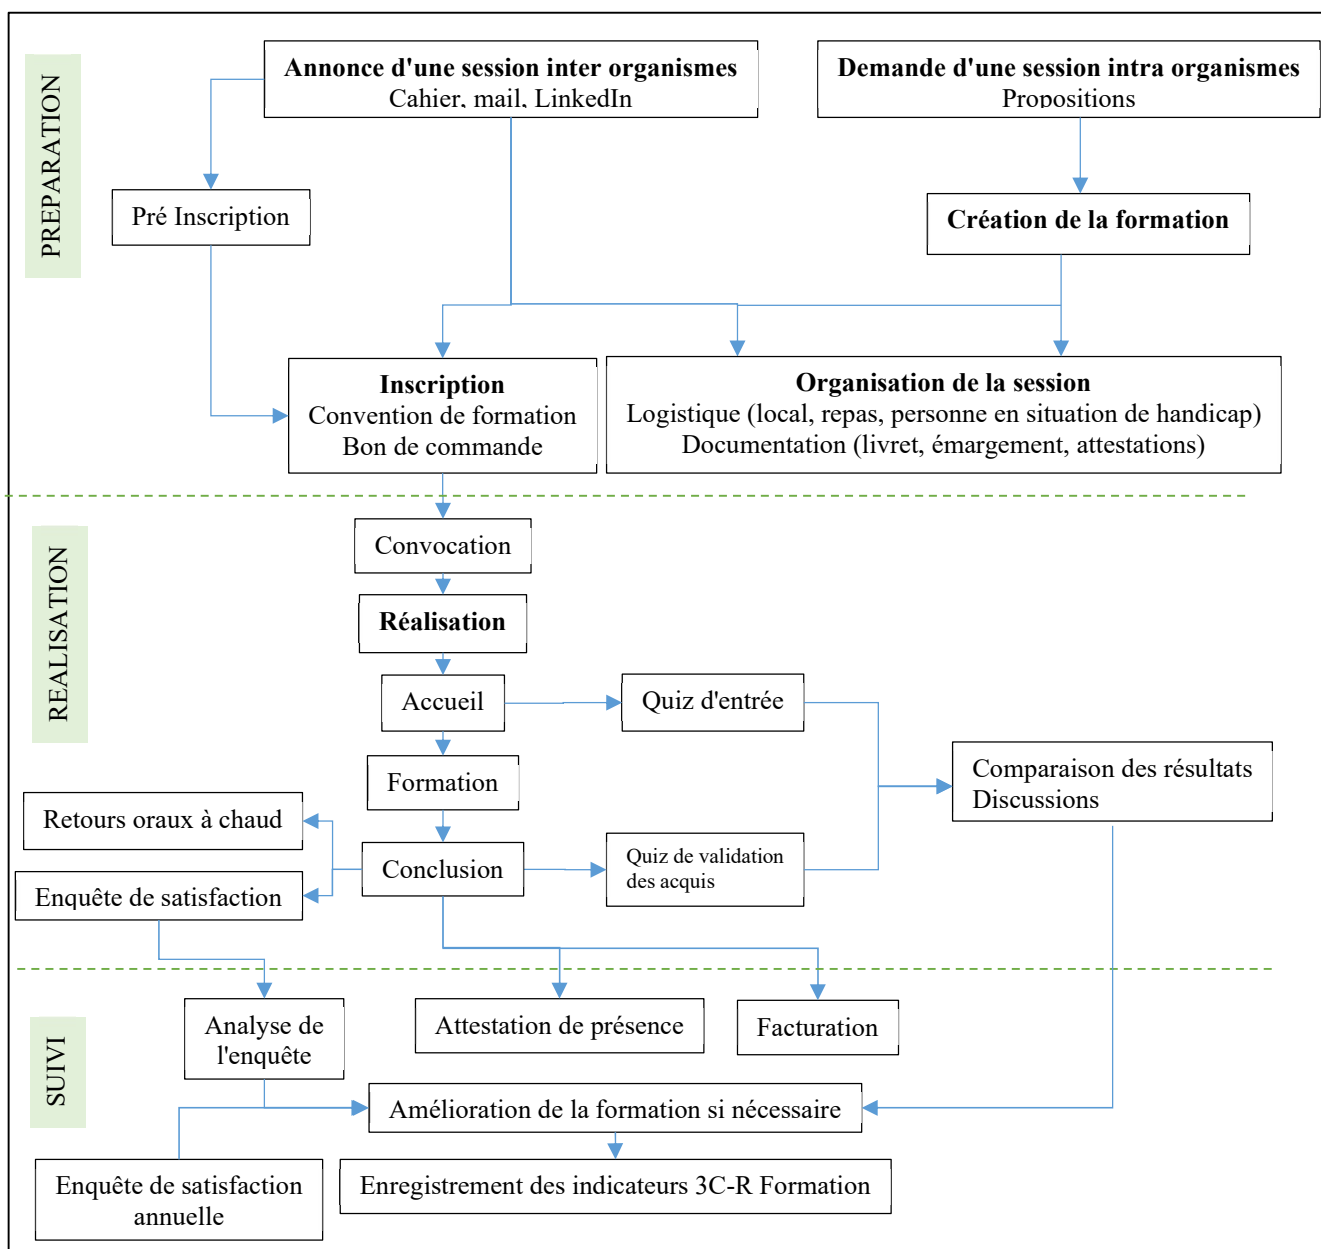 PREPARATION
Annonce d'une session inter organismes
Cahier, mail, LinkedIn
Demande d'une session intra organismes
Propositions
Pré Inscription
Création de la formation
Inscription
Convention de formation
Bon de commande
Organisation de la session
Logistique (local, repas, personne en situation de handicap)
Documentation (livret, émargement, attestations)
REALISATION
Convocation
Réalisation
Accueil
Quiz d'entrée
Formation
Comparaison des résultats
Discussions
Retours oraux à chaud
Conclusion
Quiz de validation
des acquis
Enquête de satisfaction
SUIVI
Analyse de
l'enquête
Attestation de présence
Facturation
Amélioration de la formation si nécessaire
Enquête de satisfaction
annuelle
Enregistrement des indicateurs 3C-R Formation